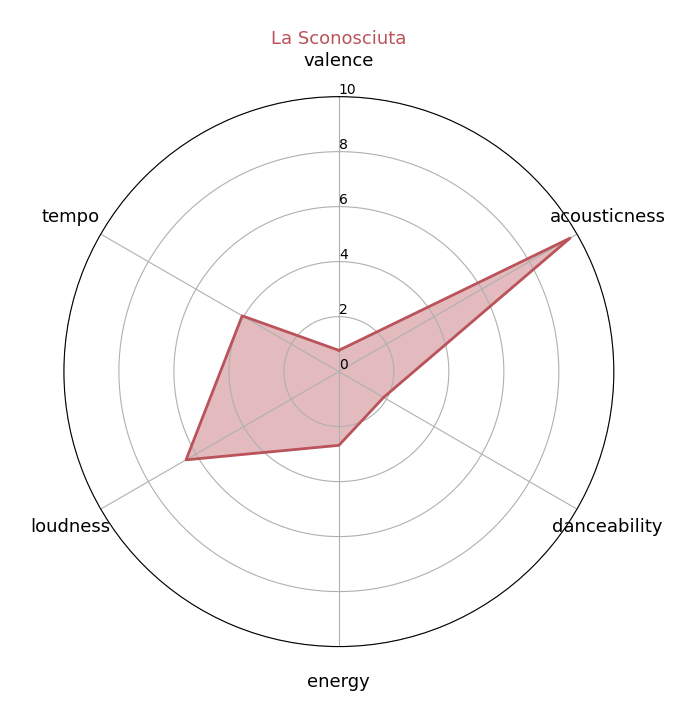 La Sconosciuta
valence
10
8
6
4
2
0
tempo
acousticness
loudness
danceability
energy